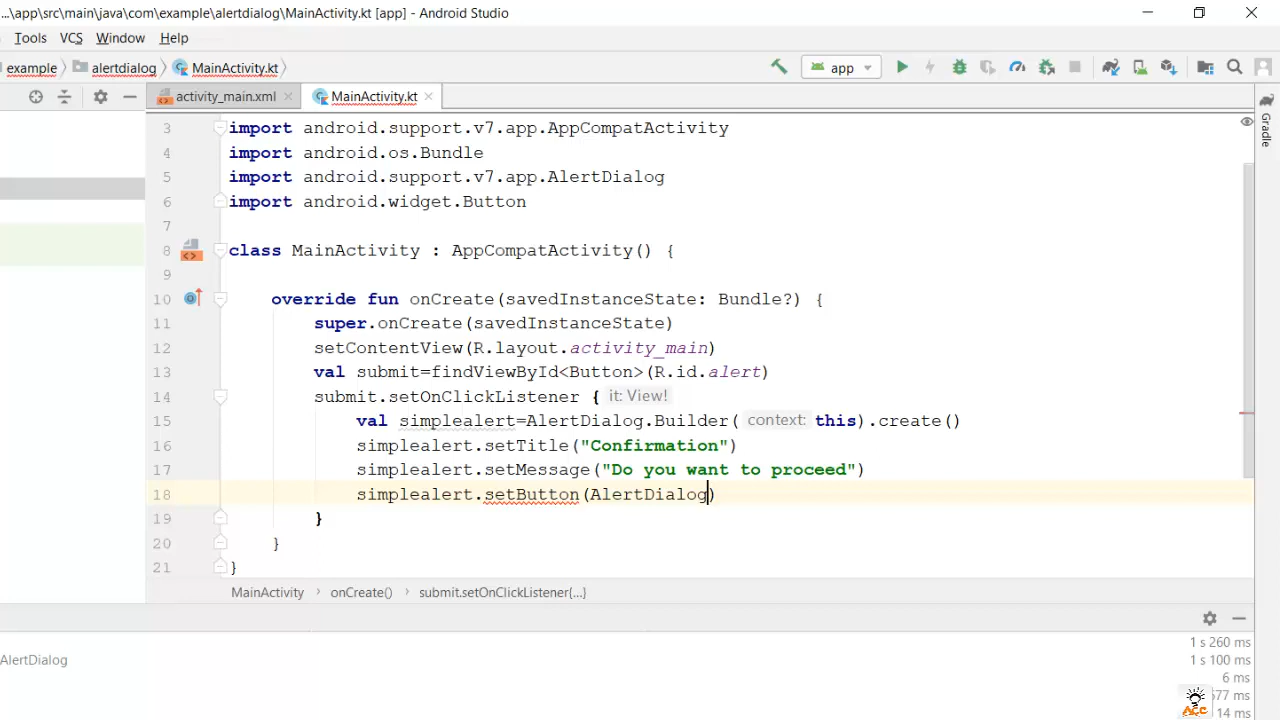 ...\app\src\main\java\com\example\alertdialog\MainActivity.kt [app] - Android Studio
Tools VCS Window Help
example alertdialog MainActivity.kt app
activity_main.xml MainActivity.kt
Gradle
3 import android.support.v7.app.AppCompatActivity
4 import android.os.Bundle
5 import android.support.v7.app.AlertDialog
6 import android.widget.Button
7
8 class MainActivity : AppCompatActivity() {
9
10 override fun onCreate(savedInstanceState: Bundle?) {
11 super.onCreate(savedInstanceState)
12 setContentView(R.layout.activity_main)
13 val submit=findViewById<Button>(R.id.alert)
14 submit.setOnClickListener { it: View!
15 val simplealert=AlertDialog.Builder( context: this).create()
16 simplealert.setTitle("Confirmation")
17 simplealert.setMessage("Do you want to proceed")
18 simplealert.setButton(AlertDialog)
19 }
20 }
21 }
MainActivity › onCreate() › submit.setOnClickListener{...}
1 s 260 ms
AlertDialog 1 s 100 ms
6 ms
577 ms
14 ms